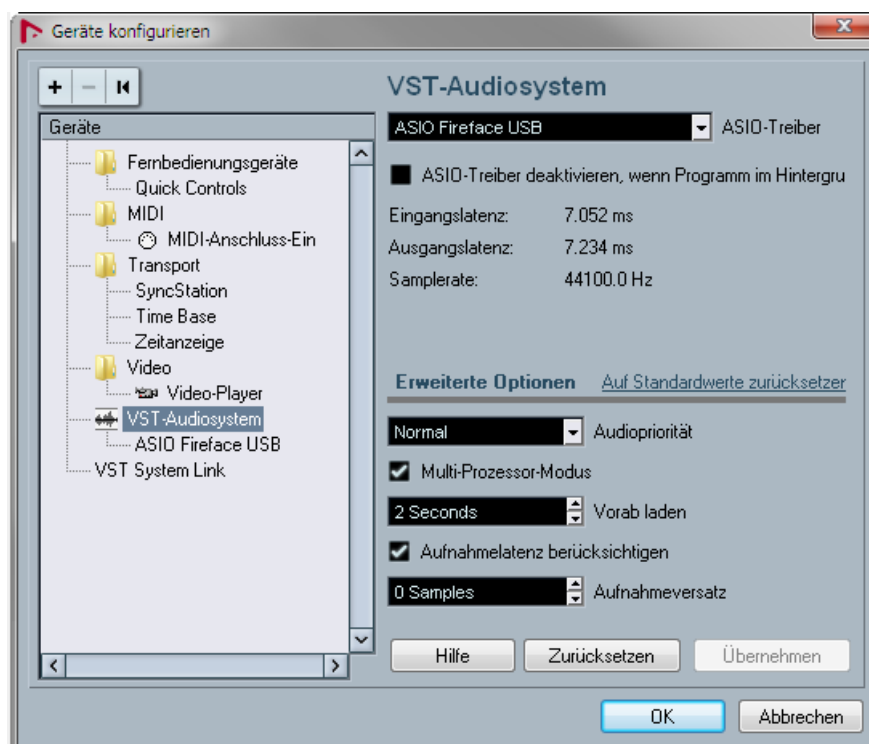 Geräte konfigurieren
Geräte
Fernbedienungsgeräte
Quick Controls
MIDI
MIDI-Anschluss-Ein
Transport
SyncStation
Time Base
Zeitanzeige
Video
Video-Player
VST-Audiosystem
ASIO Fireface USB
VST System Link
VST-Audiosystem
ASIO Fireface USB ASIO-Treiber
ASIO-Treiber deaktivieren, wenn Programm im Hintergru
Eingangslatenz: 7.052 ms
Ausgangslatenz: 7.234 ms
Samplerate: 44100.0 Hz
Erweiterte Optionen Auf Standardwerte zurücksetzer
Normal Audiopriorität
Multi-Prozessor-Modus
2 Seconds Vorab laden
Aufnahmelatenz berücksichtigen
0 Samples Aufnahmeversatz
Hilfe Zurücksetzen Übernehmen
OK Abbrechen